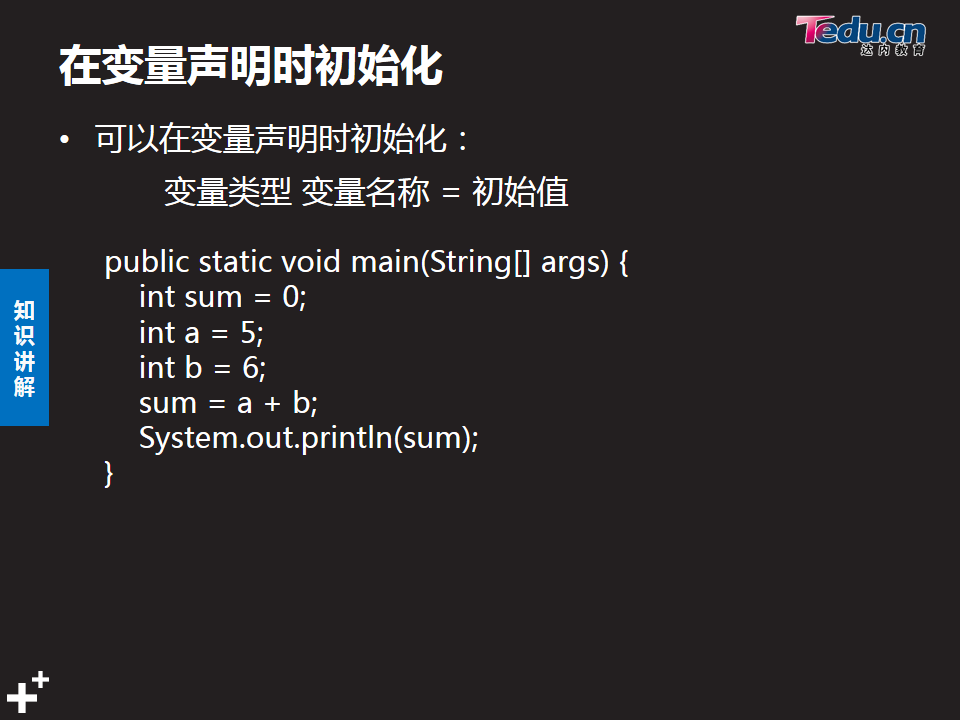 在变量声明时初始化
Tedu.cn
达内教育
• 可以在变量声明时初始化：
变量类型 变量名称 = 初始值
public static void main(String[] args) {
int sum = 0;
int a = 5;
int b = 6;
sum = a + b;
System.out.println(sum);
}
知识讲解